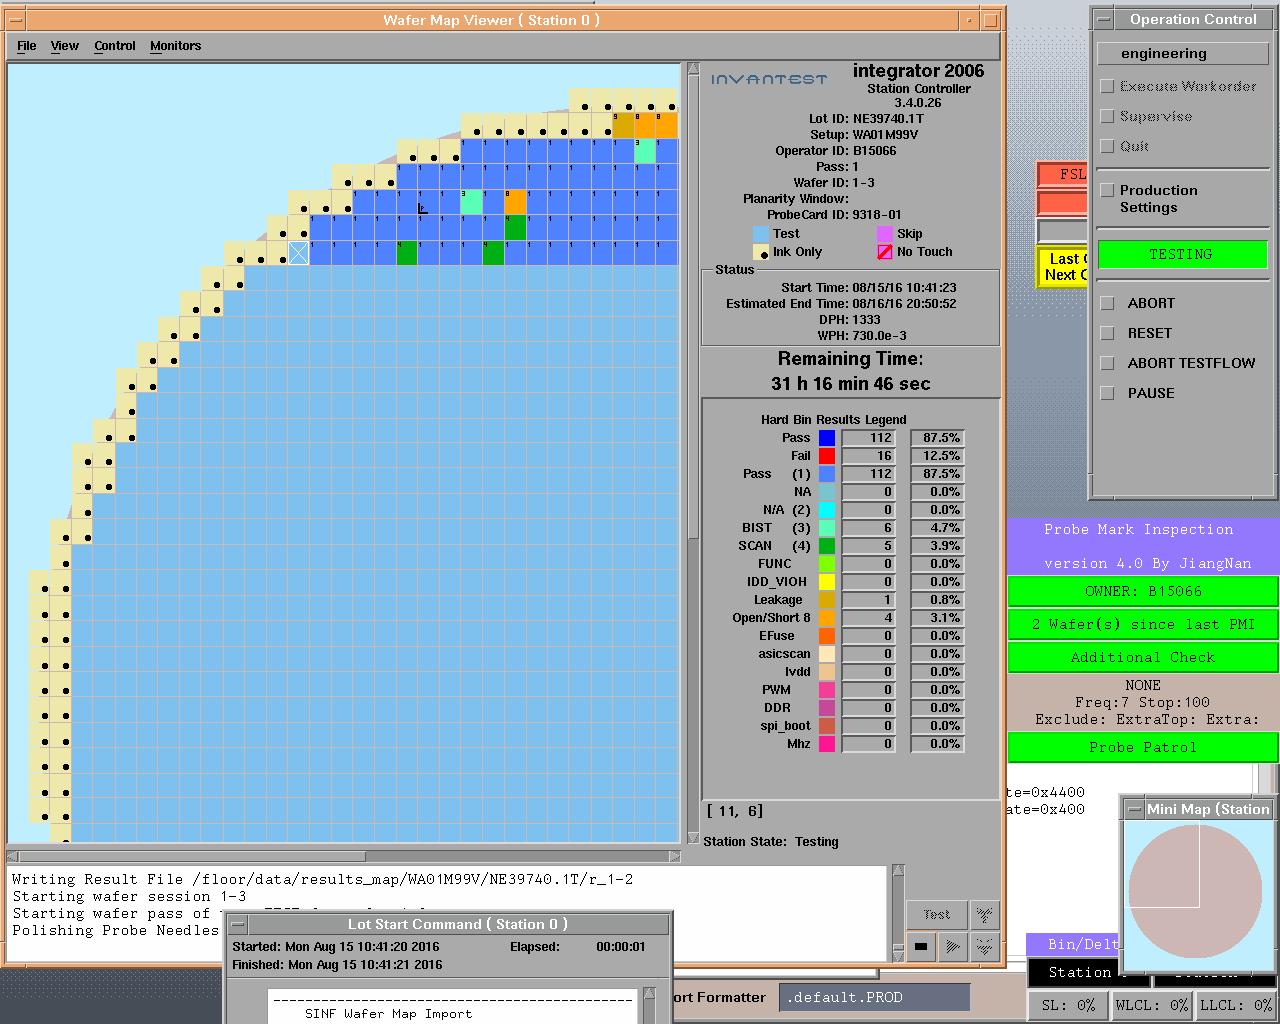 Wafer Map Viewer ( Station 0 )
File View Control Monitors
INVANTEST
integrator 2006
Station Controller
3.4.0.26
Lot ID: NE39740.1T
Setup: WA01M99V
Operator ID: B15066
Pass: 1
Wafer ID: 1-3
Planarity Window:
ProbeCard ID: 9318-01
Test Skip
Ink Only No Touch
Status
Start Time: 08/15/16 10:41:23
Estimated End Time: 08/16/16 20:50:52
DPH: 1333
WPH: 730.0e-3
Remaining Time:
31 h 16 min 46 sec
Hard Bin Results Legend
Pass 112 87.5%
Fail 16 12.5%
Pass (1) 112 87.5%
NA 0 0.0%
N/A (2) 0 0.0%
BIST (3) 6 4.7%
SCAN (4) 5 3.9%
FUNC 0 0.0%
IDD_VIOH 0 0.0%
Leakage 1 0.8%
Open/Short 8 4 3.1%
EFuse 0 0.0%
asicscan 0 0.0%
lvdd 0 0.0%
PWM 0 0.0%
DDR 0 0.0%
spi_boot 0 0.0%
Mhz 0 0.0%
[ 11, 6]
Station State: Testing
Writing Result File /floor/data/results_map/WA01M99V/NE39740.1T/r_1-2
Starting wafer session 1-3
Starting wafer pass of
Polishing Probe Needles
Test
Lot Start Command ( Station 0 )
Started: Mon Aug 15 10:41:20 2016 Elapsed: 00:00:01
Finished: Mon Aug 15 10:41:21 2016
SINF Wafer Map Import
ort Formatter .default.PROD
Operation Control
engineering
Execute Workorder
Supervise
Quit
Production
Settings
TESTING
ABORT
RESET
ABORT TESTFLOW
PAUSE
FSL
Last
Next
Probe Mark Inspection
version 4.0 By JiangNan
OWNER: B15066
2 Wafer(s) since last PMI
Additional Check
NONE
Freq:7 Stop:100
Exclude: ExtraTop: Extra:
Probe Patrol
te=0x4400
ate=0x400
Mini Map (Station
Bin/Delt
Station
SL: 0% WLCL: 0% LLCL: 0%